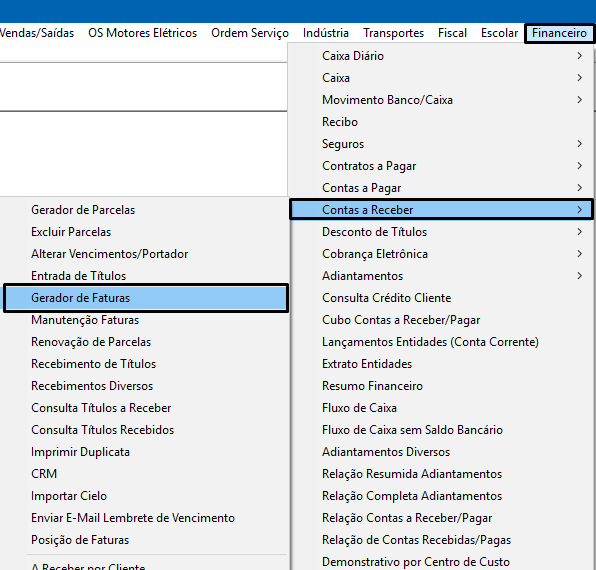 Vendas/Saídas OS Motores Elétricos Ordem Serviço Indústria Transportes Fiscal Escolar Financeiro
Caixa Diário
Caixa
Movimento Banco/Caixa
Recibo
Seguros
Contratos a Pagar
Contas a Pagar
Contas a Receber
Desconto de Títulos
Cobrança Eletrônica
Adiantamentos
Consulta Crédito Cliente
Cubo Contas a Receber/Pagar
Lançamentos Entidades (Conta Corrente)
Extrato Entidades
Resumo Financeiro
Fluxo de Caixa
Fluxo de Caixa sem Saldo Bancário
Adiantamentos Diversos
Relação Resumida Adiantamentos
Relação Completa Adiantamentos
Relação Contas a Receber/Pagar
Relação de Contas Recebidas/Pagas
Demonstrativo por Centro de Custo
Gerador de Parcelas
Excluir Parcelas
Alterar Vencimentos/Portador
Entrada de Títulos
Gerador de Faturas
Manutenção Faturas
Renovação de Parcelas
Recebimento de Títulos
Recebimentos Diversos
Consulta Títulos a Receber
Consulta Títulos Recebidos
Imprimir Duplicata
CRM
Importar Cielo
Enviar E-Mail Lembrete de Vencimento
Posição de Faturas
A Receber por Cliente